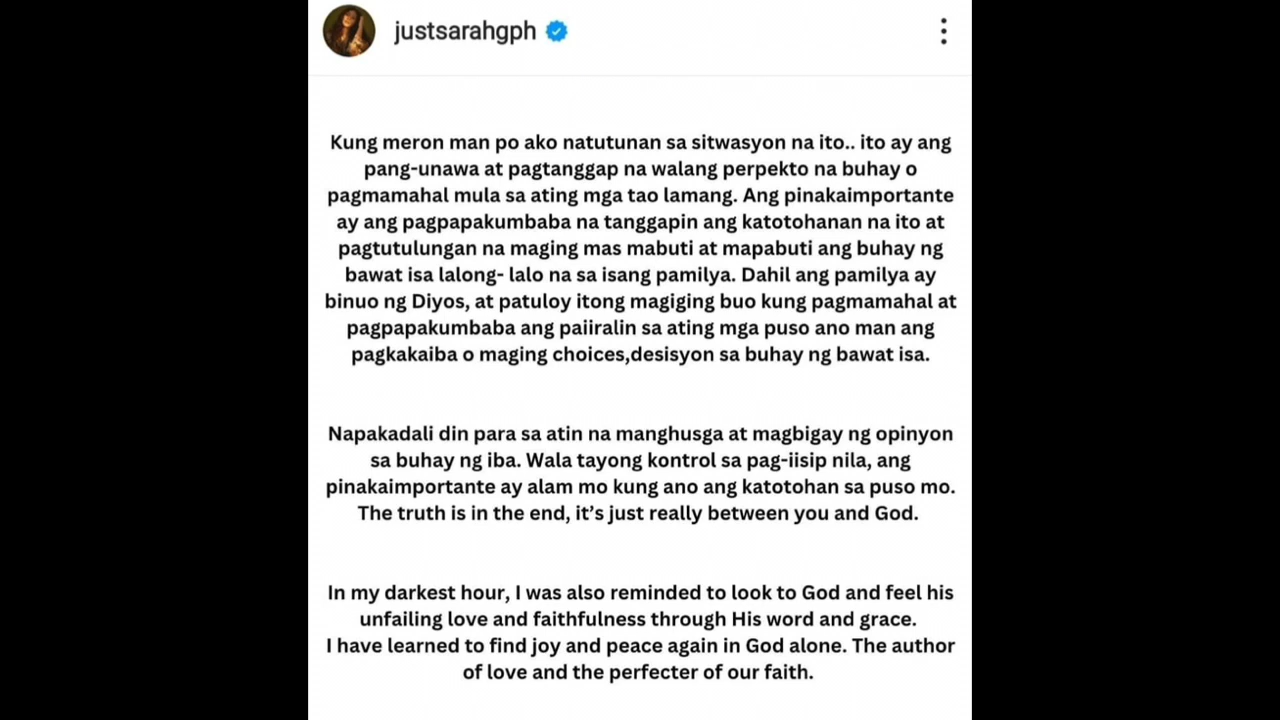 justsarahgph
Kung meron man po ako natutunan sa sitwasyon na ito.. ito ay ang
pang-unawa at pagtanggap na walang perpekto na buhay o
pagmamahal mula sa ating mga tao lamang. Ang pinakaimportante
ay ang pagpapakumbaba na tanggapin ang katotohanan na ito at
pagtutulungan na maging mas mabuti at mapabuti ang buhay ng
bawat isa lalong- lalo na sa isang pamilya. Dahil ang pamilya ay
binuo ng Diyos, at patuloy itong magiging buo kung pagmamahal at
pagpapakumbaba ang paiiralin sa ating mga puso ano man ang
pagkakaiba o maging choices,desisyon sa buhay ng bawat isa.
Napakadali din para sa atin na manghusga at magbigay ng opinyon
sa buhay ng iba. Wala tayong kontrol sa pag-iisip nila, ang
pinakaimportante ay alam mo kung ano ang katotohan sa puso mo.
The truth is in the end, it’s just really between you and God.
In my darkest hour, I was also reminded to look to God and feel his
unfailing love and faithfulness through His word and grace.
I have learned to find joy and peace again in God alone. The author
of love and the perfecter of our faith.